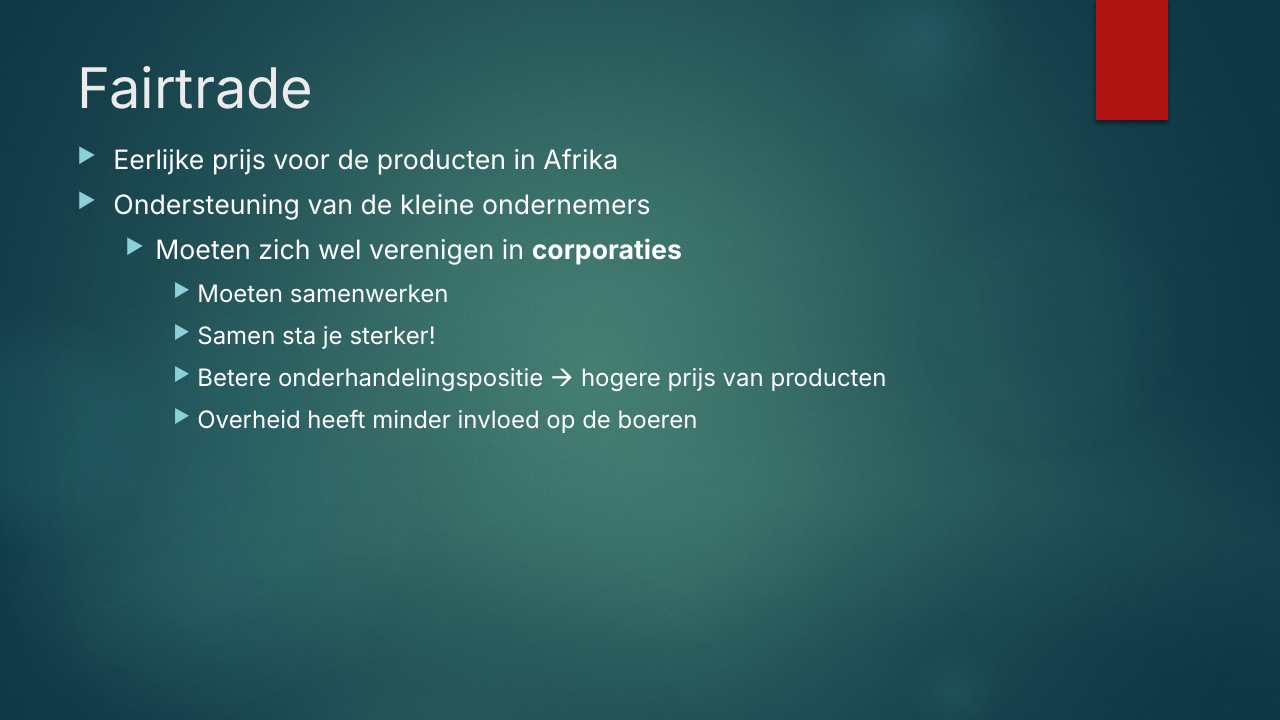 Fairtrade
Eerlijke prijs voor de producten in Afrika
Ondersteuning van de kleine ondernemers
Moeten zich wel verenigen in corporaties
Moeten samenwerken
Samen sta je sterker!
Betere onderhandelingspositie → hogere prijs van producten
Overheid heeft minder invloed op de boeren